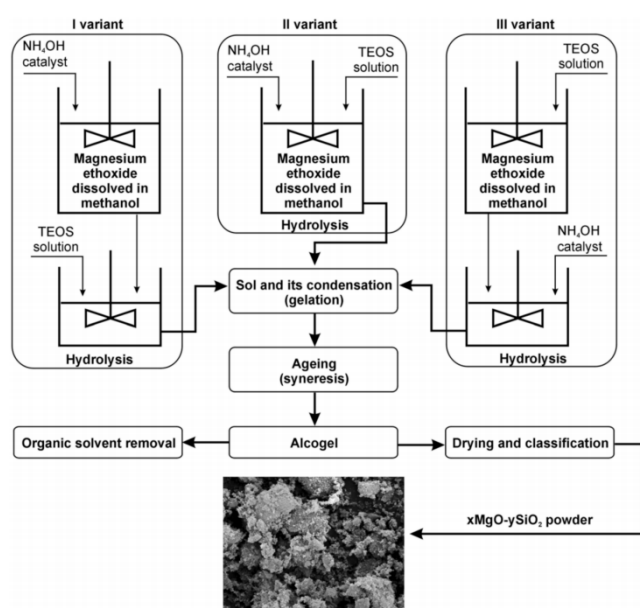 I variant
NH₄OH
catalyst
Magnesium
ethoxide
dissolved in
methanol
TEOS
solution
Hydrolysis
II variant
NH₄OH
catalyst
TEOS
solution
Magnesium
ethoxide
dissolved in
methanol
Hydrolysis
III variant
TEOS
solution
Magnesium
ethoxide
dissolved in
methanol
NH₄OH
catalyst
Hydrolysis
Sol and its condensation
(gelation)
Ageing
(syneresis)
Organic solvent removal
Alcogel
Drying and classification
xMgO-ySiO₂ powder